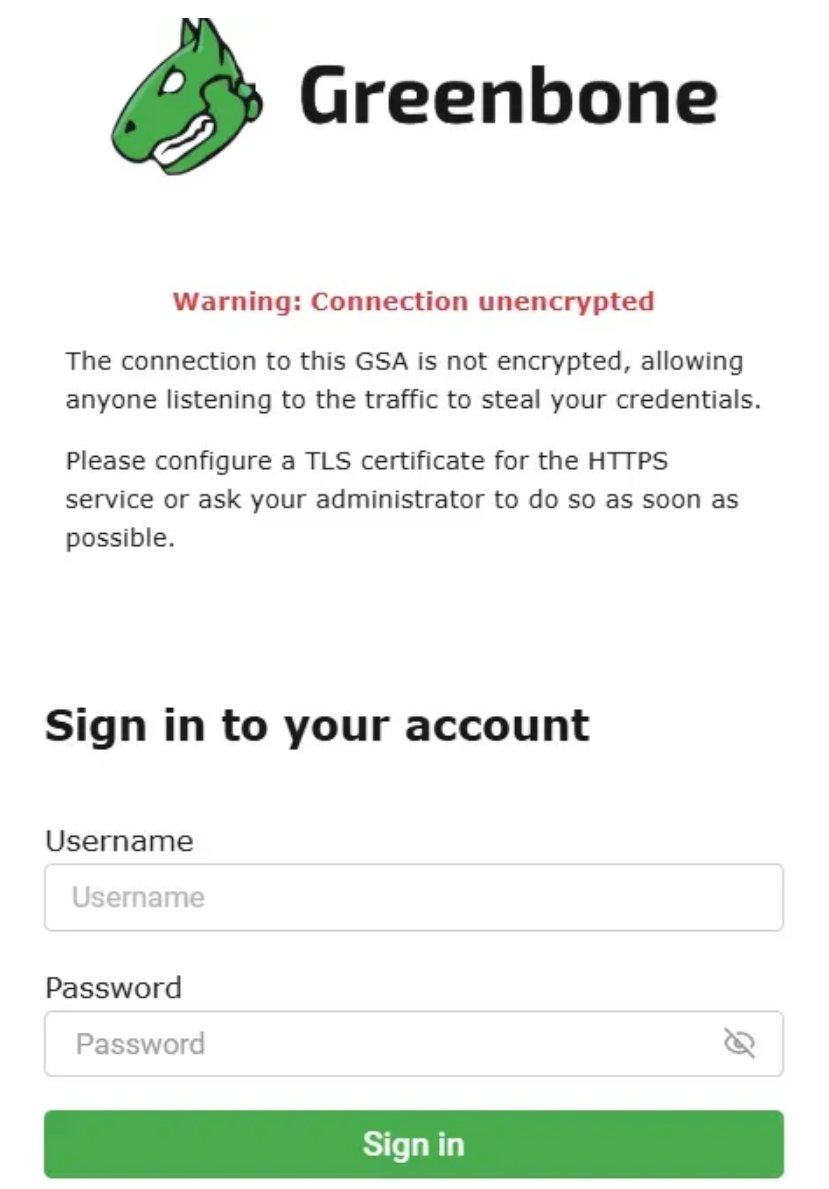 Greenbone
Warning: Connection unencrypted
The connection to this GSA is not encrypted, allowing
anyone listening to the traffic to steal your credentials.
Please configure a TLS certificate for the HTTPS
service or ask your administrator to do so as soon as
possible.
Sign in to your account
Username
Username
Password
Password
Sign in